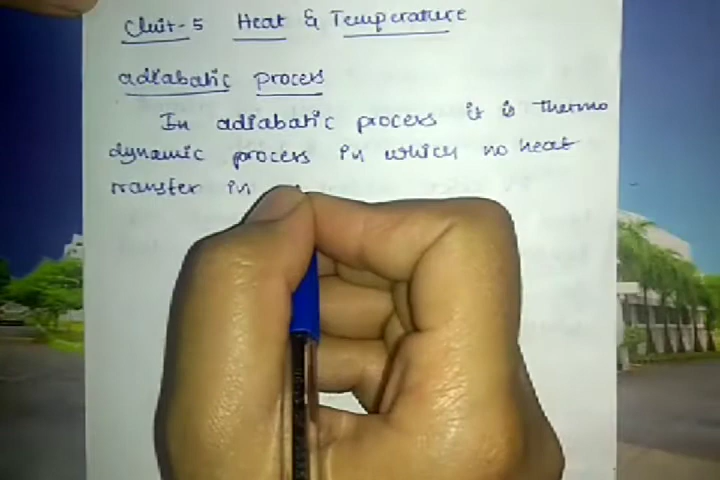 Unit-5 Heat & Temperature
adiabatic process
In adiabatic process it is thermo
dynamic process in which no heat
transfer in